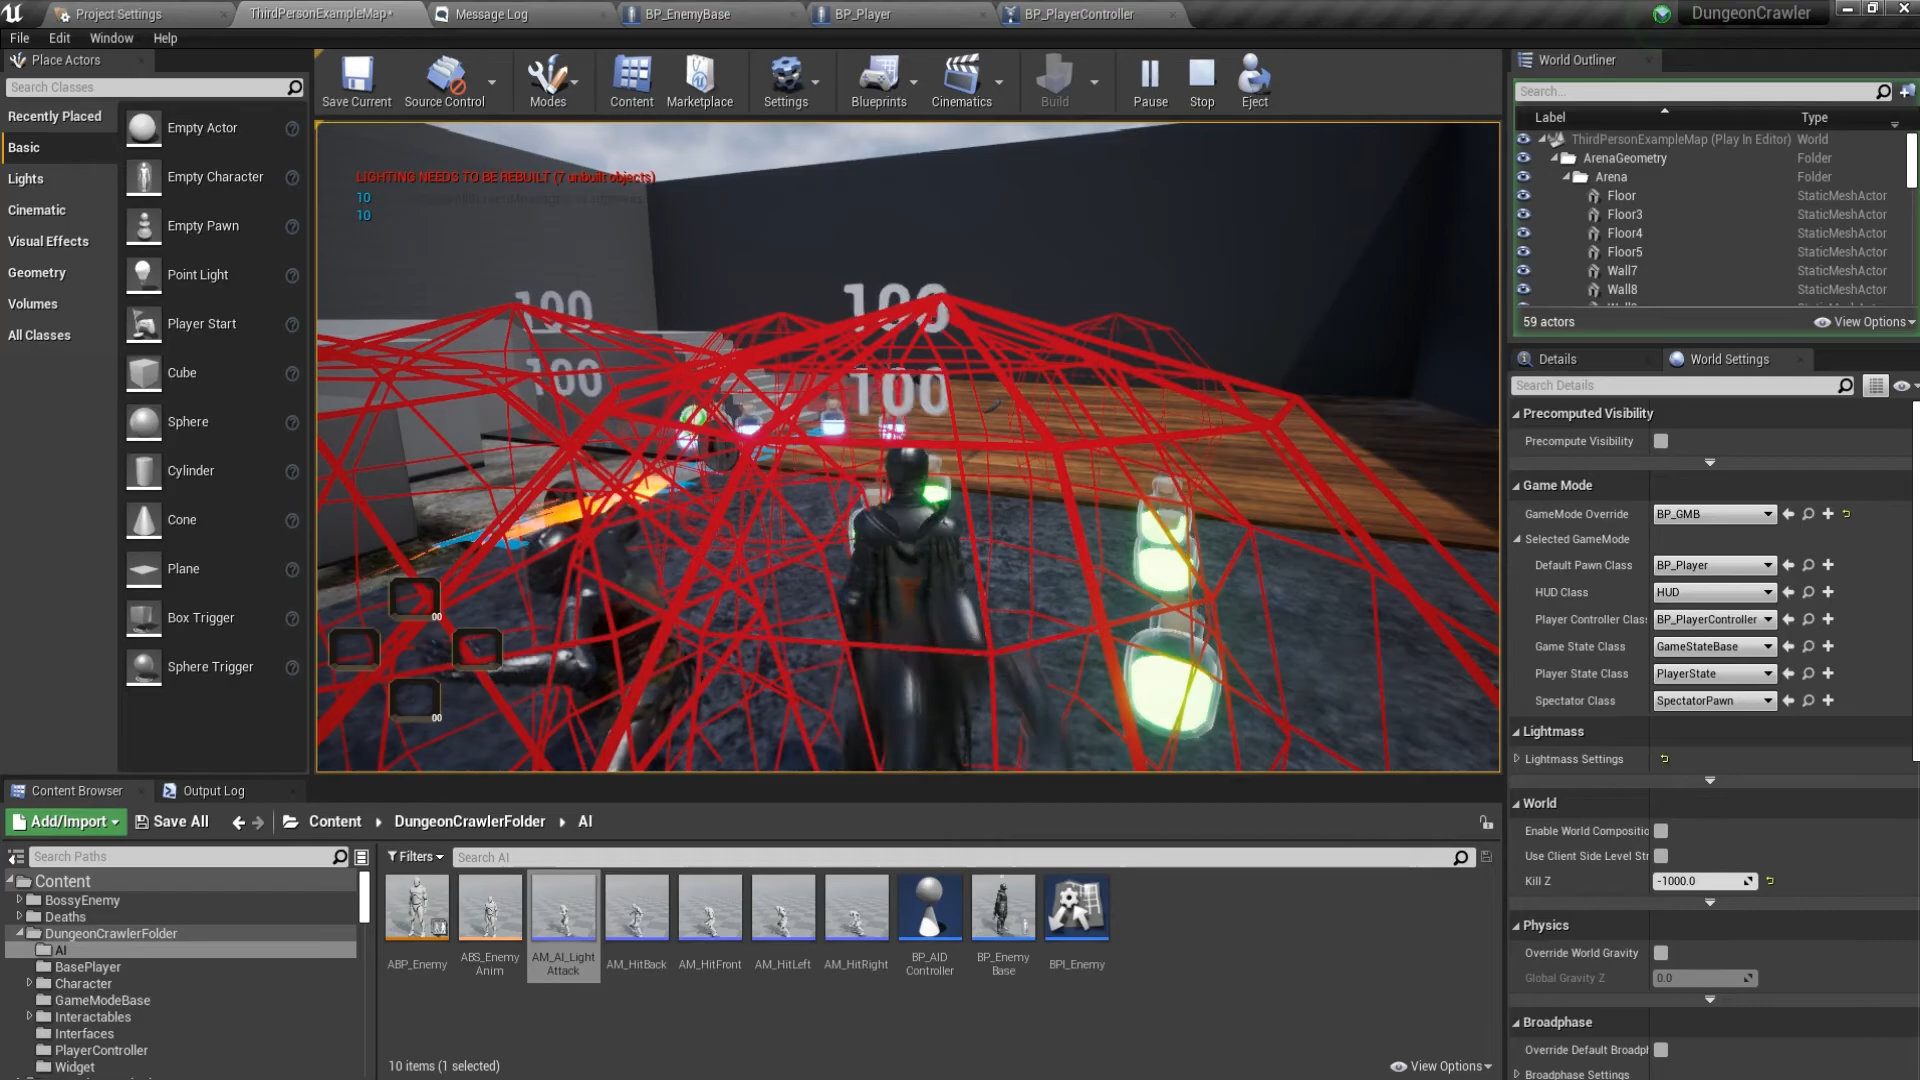 Project Settings
ThirdPersonExampleMap*
Message Log
BP_EnemyBase
BP_Player
BP_PlayerController
DungeonCrawler
File Edit Window Help
Place Actors
Search Classes
Recently Placed
Basic
Lights
Cinematic
Visual Effects
Geometry
Volumes
All Classes
Empty Actor
Empty Character
Empty Pawn
Point Light
Player Start
Cube
Sphere
Cylinder
Cone
Plane
Box Trigger
Sphere Trigger
Save Current
Source Control
Modes
Content
Marketplace
Settings
Blueprints
Cinematics
Build
Pause
Stop
Eject
LIGHTING NEEDS TO BE REBUILT (7 unbuilt objects)
10
10
100
100
100
100
00
00
World Outliner
Search...
Label Type
ThirdPersonExampleMap (Play In Editor) World
ArenaGeometry Folder
Arena Folder
Floor StaticMeshActor
Floor3 StaticMeshActor
Floor4 StaticMeshActor
Floor5 StaticMeshActor
Wall7 StaticMeshActor
Wall8 StaticMeshActor
59 actors
View Options
Details
World Settings
Search Details
Precomputed Visibility
Precompute Visibility
Game Mode
GameMode Override BP_GMB
Selected GameMode
Default Pawn Class BP_Player
HUD Class HUD
Player Controller Clas: BP_PlayerController
Game State Class GameStateBase
Player State Class PlayerState
Spectator Class SpectatorPawn
Lightmass
Lightmass Settings
World
Enable World Compositio
Use Client Side Level Str
Kill Z -1000.0
Physics
Override World Gravity
Global Gravity Z 0.0
Broadphase
Override Default Broadph
Broadphase Settings
Content Browser
Output Log
Add/Import
Save All
Content
DungeonCrawlerFolder
AI
Search Paths
Filters
Search AI
Content
BossyEnemy
Deaths
DungeonCrawlerFolder
AI
BasePlayer
Character
GameModeBase
Interactables
Interfaces
PlayerController
Widget
ABP_Enemy
ABS_Enemy
Anim
AM_AI_Light
Attack
AM_HitBack
AM_HitFront
AM_HitLeft
AM_HitRight
BP_AID
Controller
BP_Enemy
Base
BPI_Enemy
10 items (1 selected)
View Options